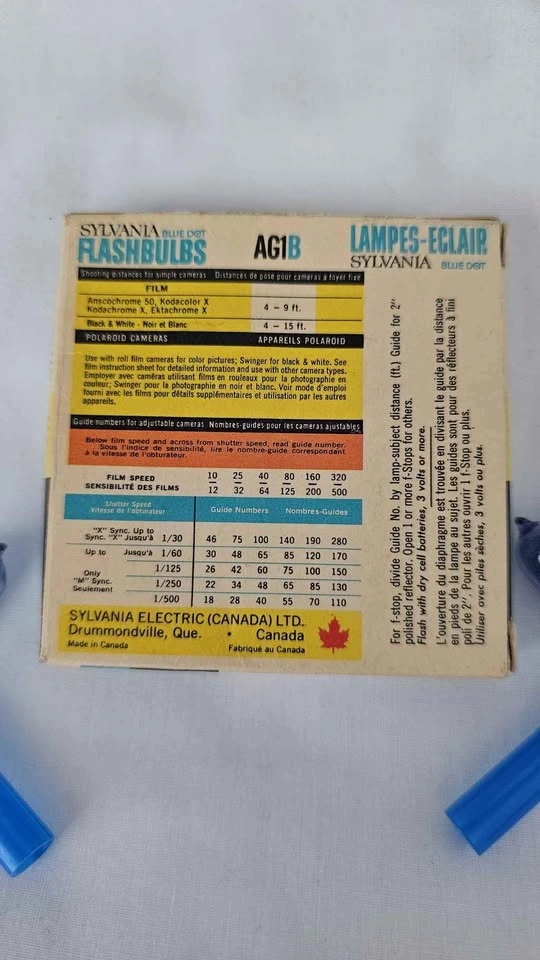 SYLVANIA BLUE DOT
FLASHBULBS
AG1B
LAMPES-ECLAIR
SYLVANIA BLUE DOT
Shooting distances for simple cameras Distances de pose pour caméras à foyer fixe
FILM
Anscochrome 50, Kodacolor X
Kodachrome X, Ektachrome X
4 – 9 ft.
Black & White - Noir et Blanc
4 – 15 ft.
POLAROID CAMERAS APPAREILS POLAROID
Use with roll film cameras for color pictures; Swinger for black & white. See
film instruction sheet for detailed information and use with other camera types.
Employer avec caméras utilisant films en rouleaux pour la photographie en
couleur; Swinger pour la photographie en noir et blanc. Voir mode d'emploi
fourni avec les films pour détails supplémentaires et utilisation par les autres
appareils.
Guide numbers for adjustable cameras Nombres-guides pour les caméras ajustables
Below film speed and across from shutter speed, read guide number.
Sous l'indice de sensibilité, lire le nombre-guide correspondant
à la vitesse de l'obturateur.
FILM SPEED 10 25 40 80 160 320
SENSIBILITÉ DES FILMS 12 32 64 125 200 500
Shutter Speed
Vitesse de l'obturateur
Guide Numbers Nombres-Guides
"X" Sync. Up to
Sync. "X" Jusqu'à 1/30 46 75 100 140 190 280
Up to Jusqu'à 1/60 30 48 65 85 120 170
1/125 26 42 60 75 100 150
Only
"M" Sync. 1/250 22 34 48 65 85 130
Seulement
1/500 18 28 40 55 70 110
SYLVANIA ELECTRIC (CANADA) LTD.
Drummondville, Que. • Canada
Made in Canada Fabriqué au Canada
For f-stop, divide Guide No. by lamp-subject distance (ft.) Guide for 2"
polished reflector. Open 1 or more f-Stops for others.
Flash with dry cell batteries, 3 volts or more.
L'ouverture du diaphragme est trouvée en divisant le guide par la distance
en pieds de la lampe au sujet. Les guides sont pour des réflecteurs à fini
poli de 2". Pour les autres ouvrir 1 f-Stop ou plus.
Utiliser avec piles sèches, 3 volts ou plus.